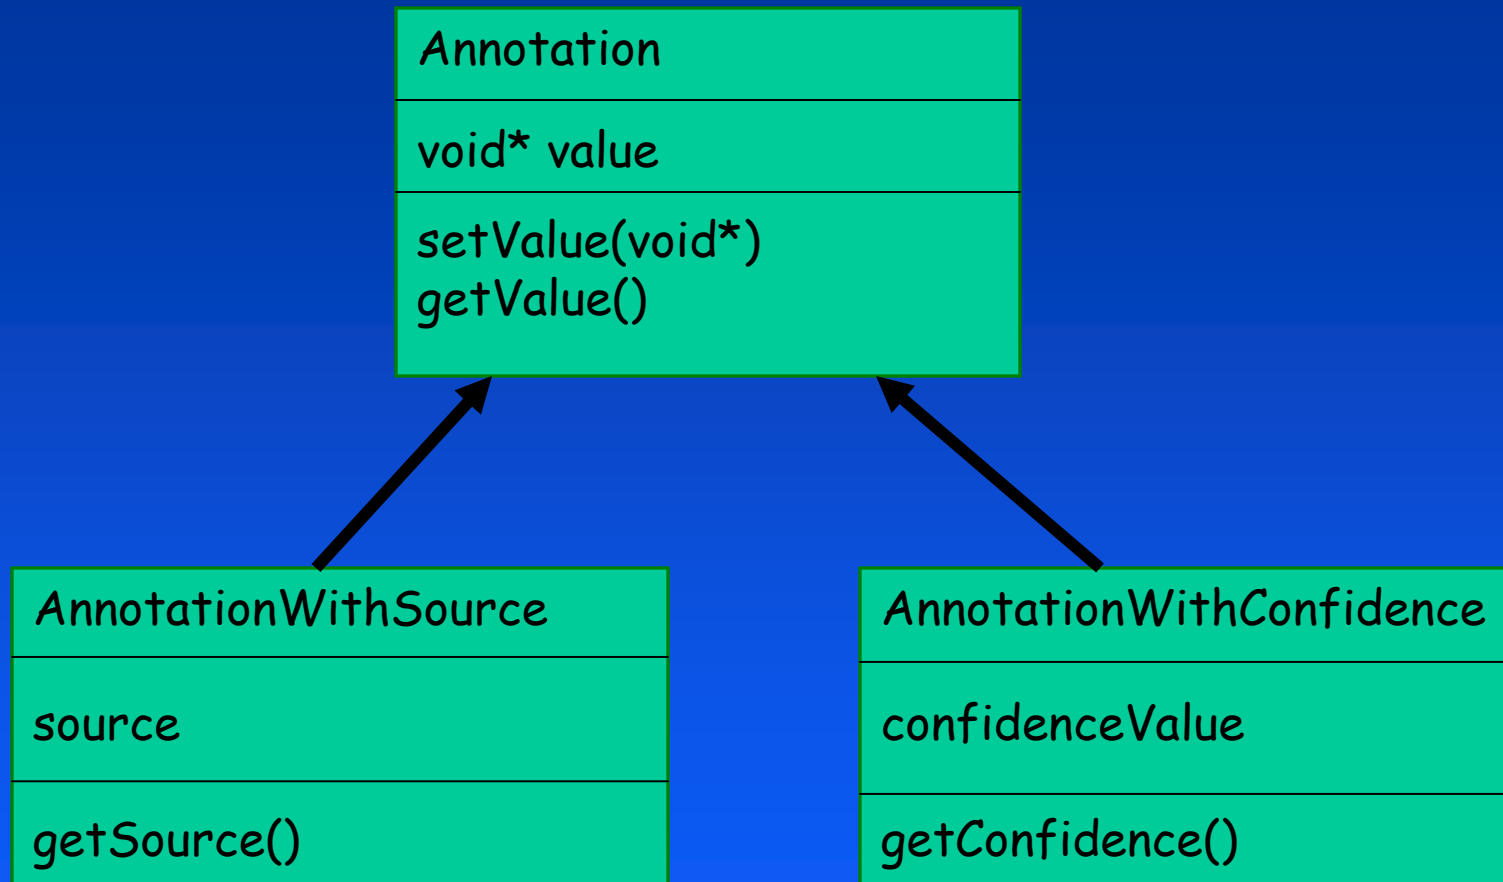 Annotation
void* value
setValue(void*)
getValue()
AnnotationWithSource
source
getSource()
AnnotationWithConfidence
confidenceValue
getConfidence()